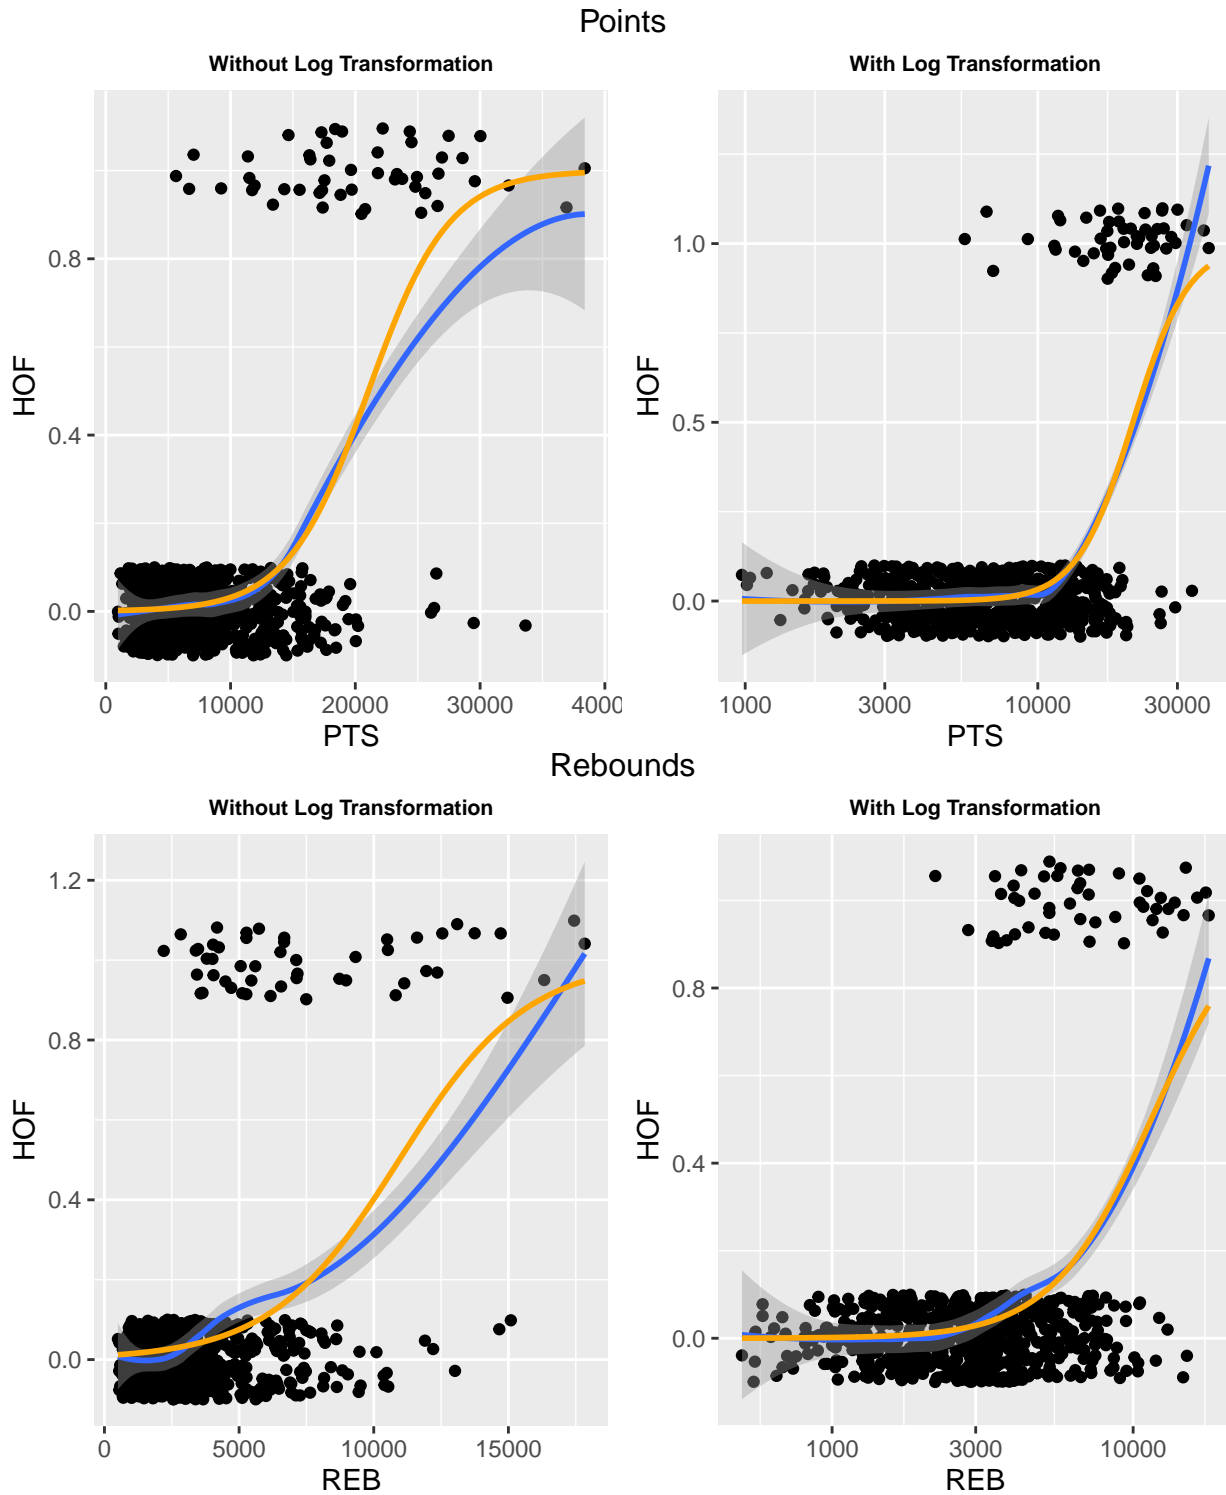 Points
Without Log Transformation
With Log Transformation
HOF
0.8
0.4
0.0
0
10000
20000
30000
4000
PTS
HOF
1.0
0.5
0.0
1000
3000
10000
30000
PTS
Rebounds
Without Log Transformation
With Log Transformation
HOF
1.2
0.8
0.4
0.0
0
5000
10000
15000
REB
HOF
0.8
0.4
0.0
1000
3000
10000
REB